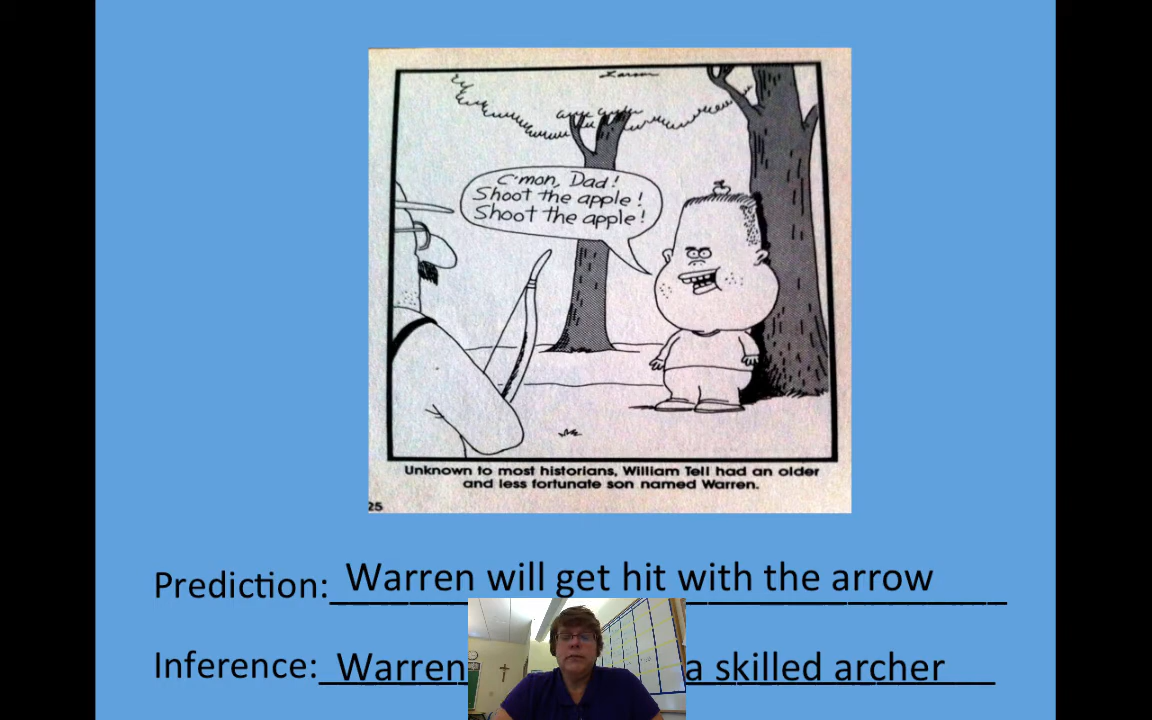 Larson
C'mon, Dad!
Shoot the apple!
Shoot the apple!
Unknown to most historians, William Tell had an older
and less fortunate son named Warren.
25
Prediction: Warren will get hit with the arrow
Inference: Warren a skilled archer